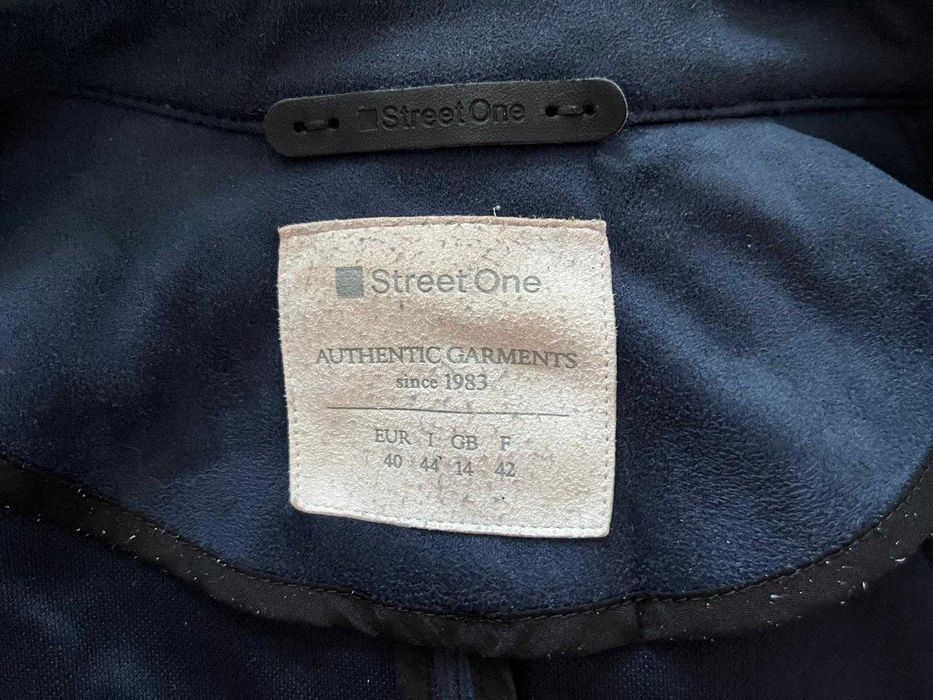 Street One
Street One
AUTHENTIC GARMENTS
since 1983
EUR I GB F
40 44 14 42